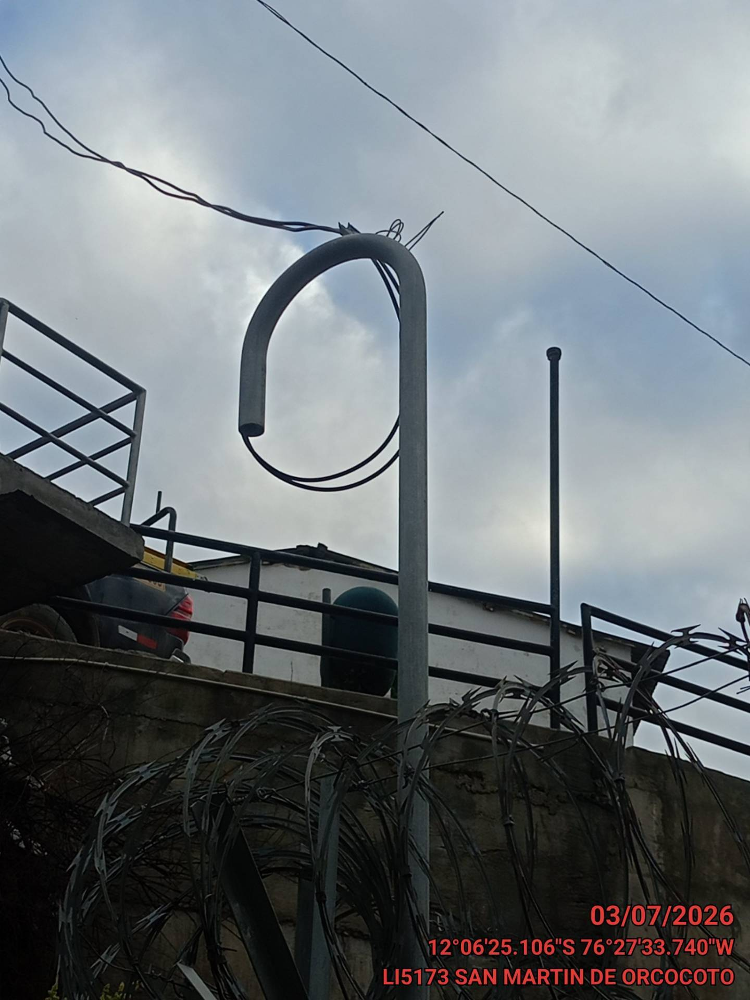 03/07/2026
12°06'25.106"S 76°27'33.740"W
LI5173 SAN MARTIN DE ORCOCOTO